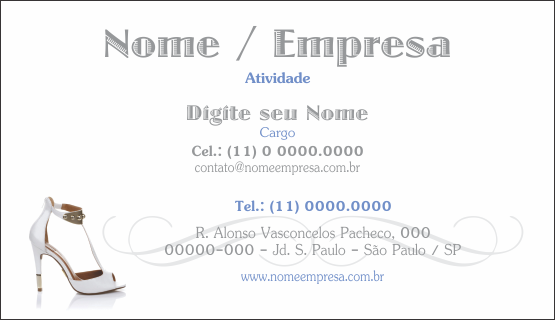 Nome / Empresa
Atividade
Digite seu Nome
Cargo
Cel.: (11) 0 0000.0000
contato@nomeempresa.com.br
Tel.: (11) 0000.0000
R. Alonso Vasconcelos Pacheco, 000
00000-000 - Jd. S. Paulo - São Paulo / SP
www.nomeempresa.com.br